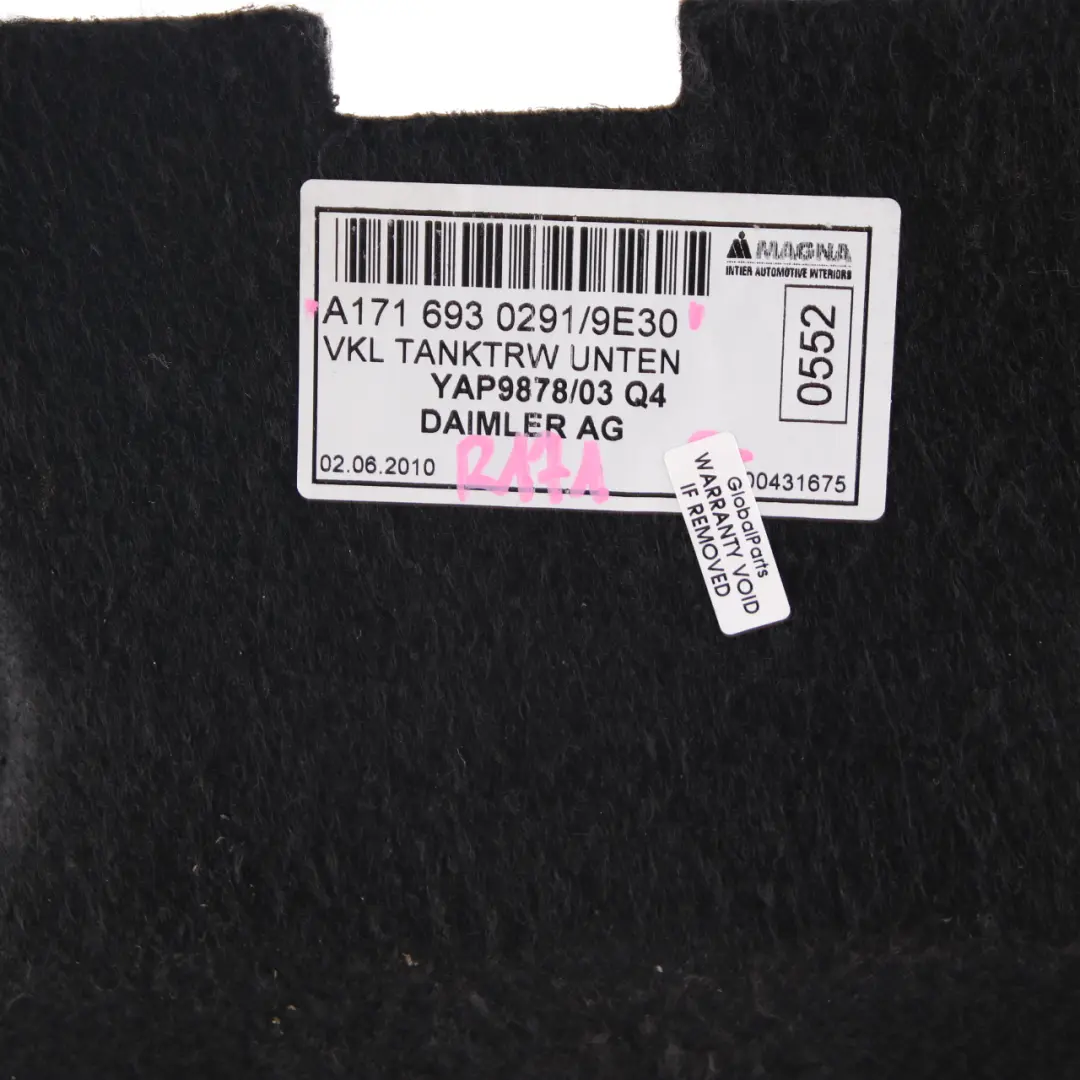 MAGNA
INTIER AUTOMOTIVE INTERIORS
A171 693 0291/9E30
VKL TANKTRW UNTEN
YAP9878/03 Q4
DAIMLER AG
0552
02.06.2010
R171
00431675
GlobalParts
WARRANTY VOID
IF REMOVED